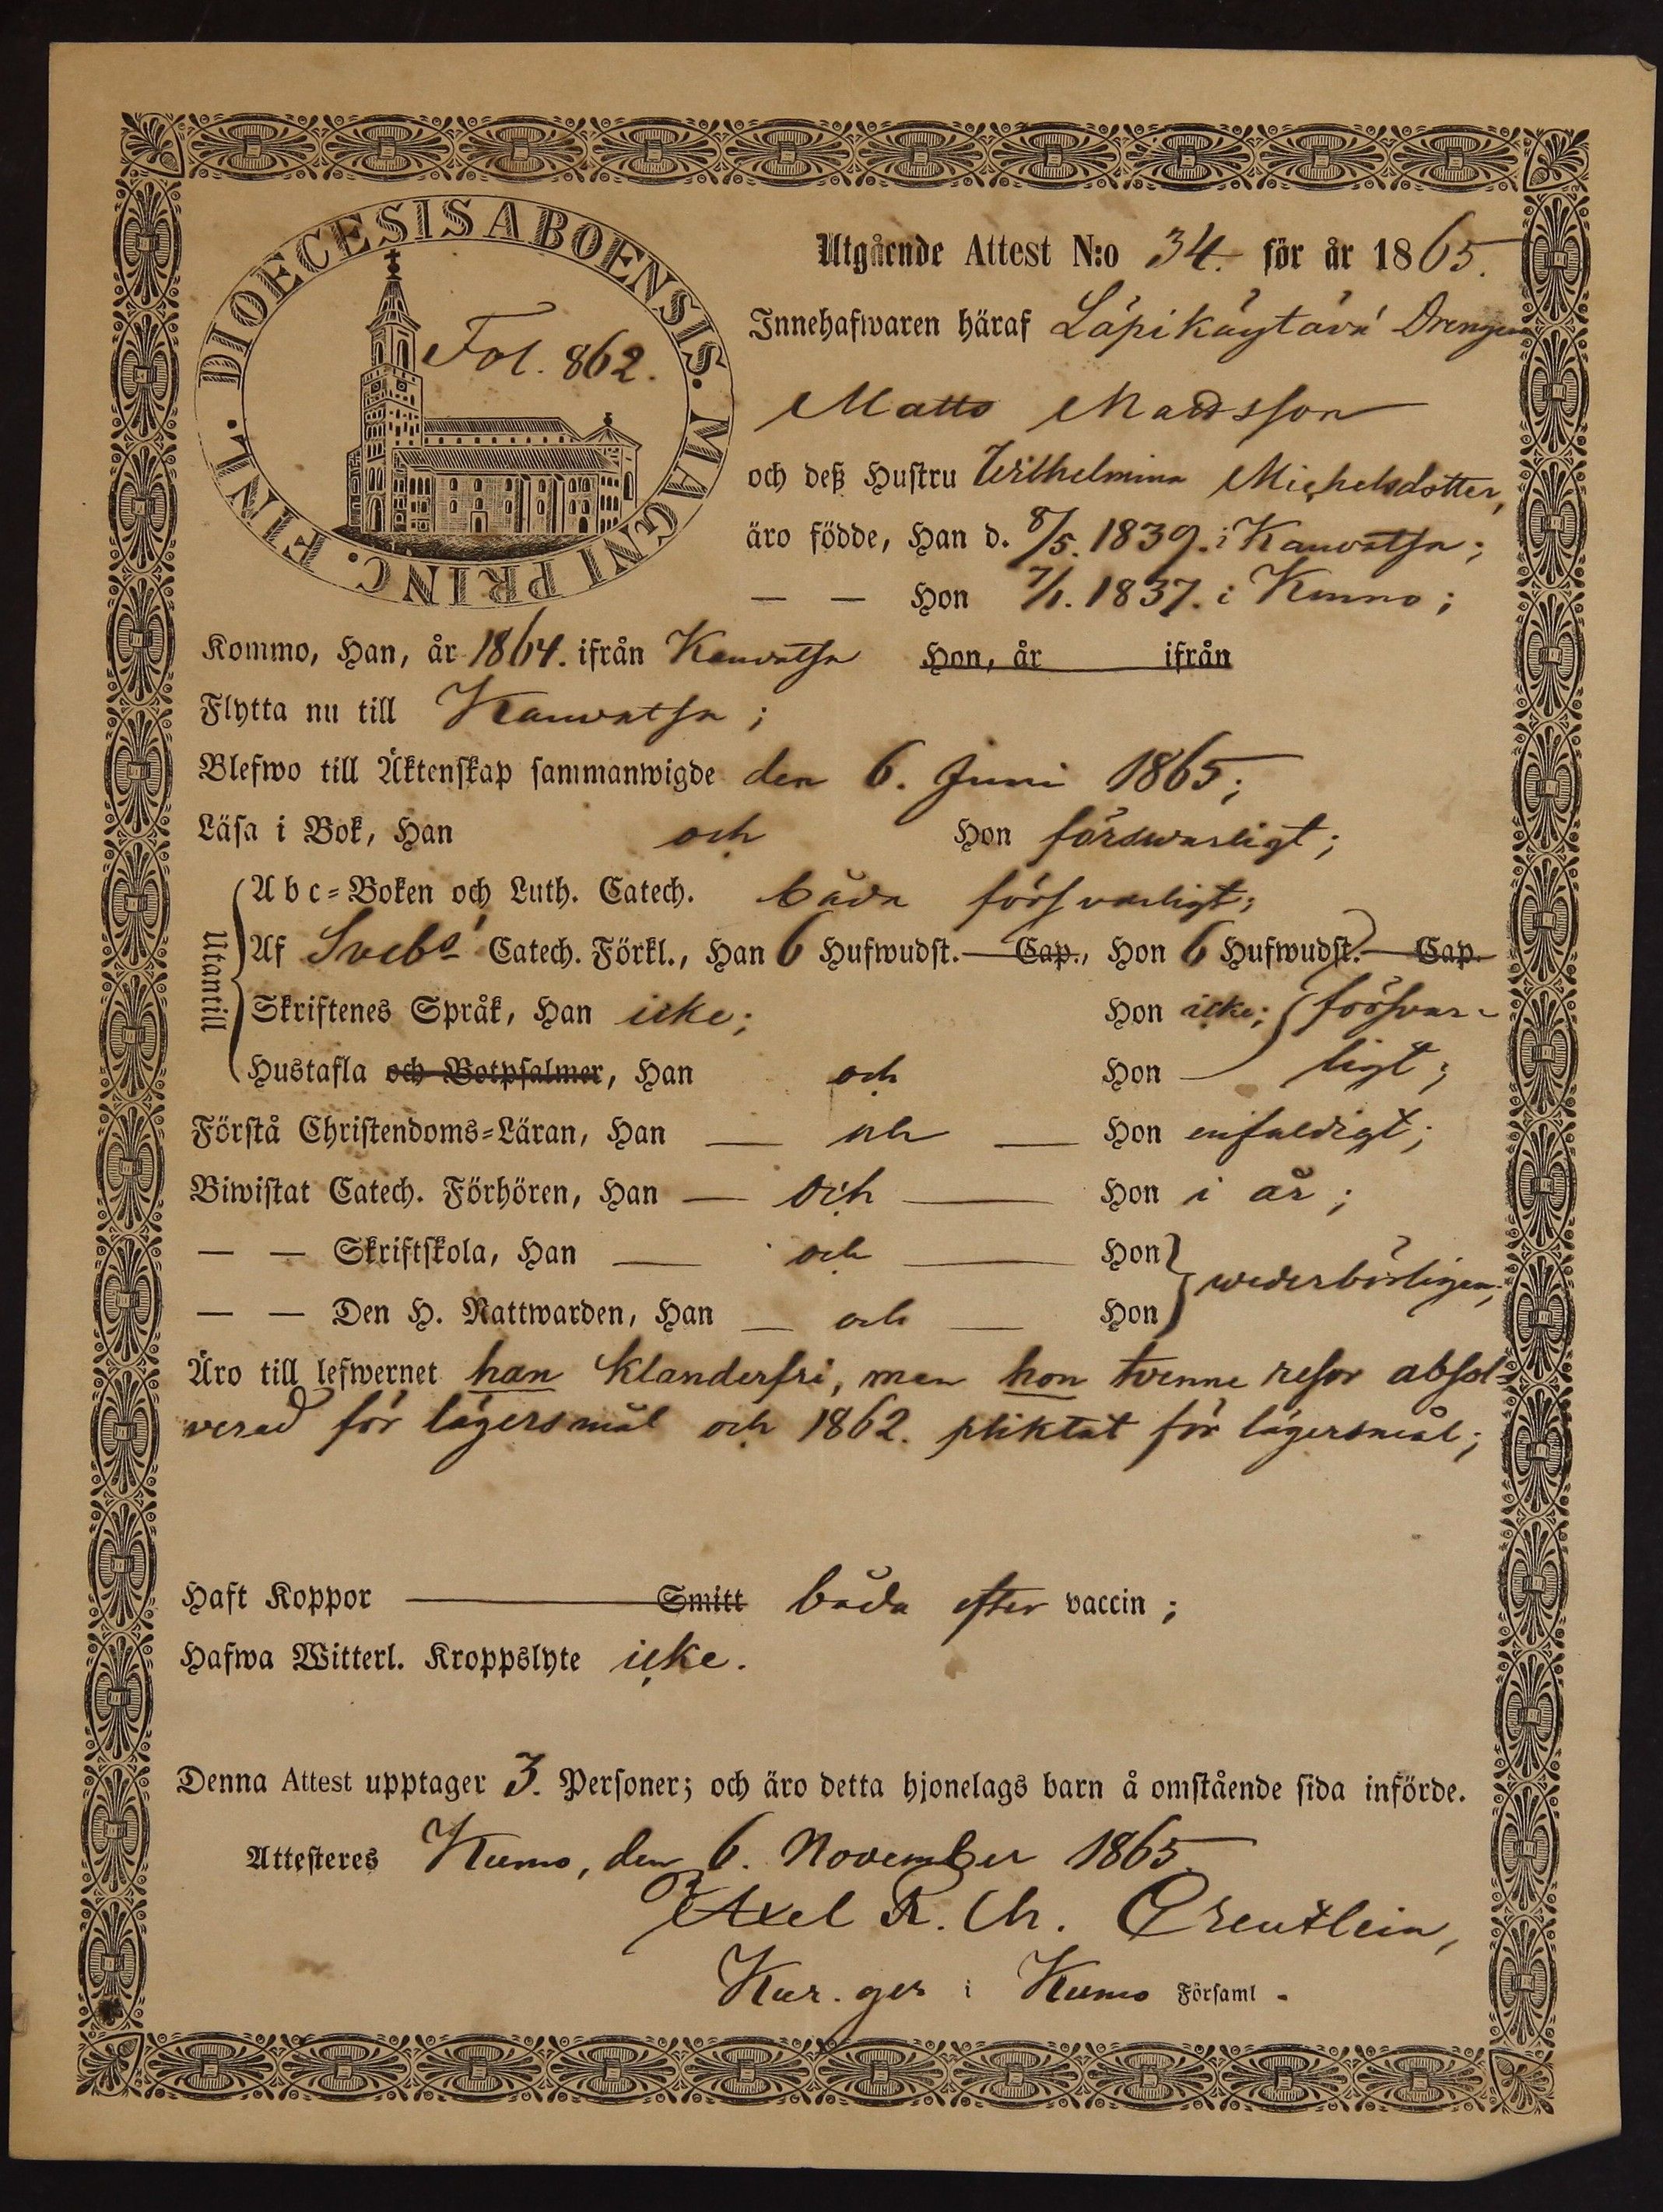 DIOECESIS ABOENSIS. MAGNI PRINC. FINL.
Fol. 862.
Utgående Attest N:o 34. för år 1865.
Innehafwaren häraf Läpikäytävä Drengen
Matts Mattsson
och deß Hustru Wilhelmina Michelsdotter,
äro födde, Han d. 8/5. 1839. i Kauvatsa;
— — Hon 7/1. 1837. i Kumo;
Kommo, Han, år 1864. ifrån Kauvatsa Hon, år ifrån
Flytta nu till Kauvatsa;
Blefwo till Äktenskap sammanwigde den 6. Juni 1865;
Läsa i Bok, Han och Hon försvarligt;
Utantill
Abc-Boken och Luth. Catech. båda försvarligt;
Af Sveb:s Catech. Förkl., Han 6 Hufwudst. Cap., Hon 6 Hufwudst. Cap.
Skriftenes Språk, Han icke; Hon icke; försvar-
Hustafla och Botpsalmer, Han och Hon — ligt;
Förstå Christendoms-Läran, Han — och — Hon enfaldigt;
Biwistat Catech. Förhören, Han — och — Hon i år;
— — Skriftskola, Han — och — Hon
wederbörligen;
— — Den H. Nattwarden, Han — och — Hon
Äro till lefwernet han klanderfri, men hon tvenne resor absol-
verad för lägersmål och 1862. pliktat för lägersmål;
Haft Koppor — Smitt båda efter vaccin;
Hafwa Witterl. Kroppslyte icke.
Denna Attest upptager 3. Personer; och äro detta hjonelags barn å omstående sida införde.
Attesteres Kumo, den 6. November 1865.
Axel R. Ch.
i Kumo Församl.